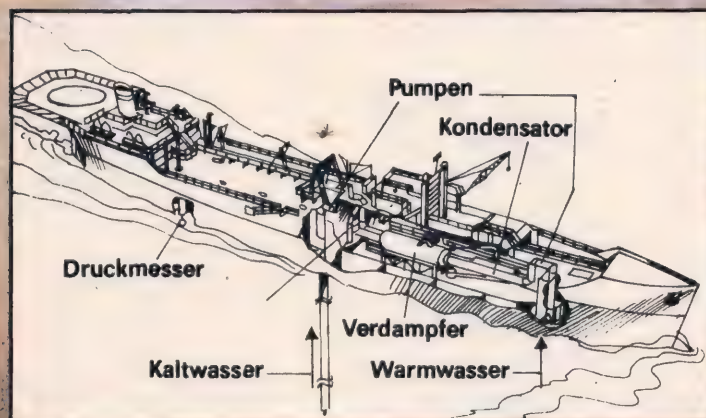 Pumpen
Kondensator
Druckmesser
Verdampfer
Kaltwasser
Warmwasser